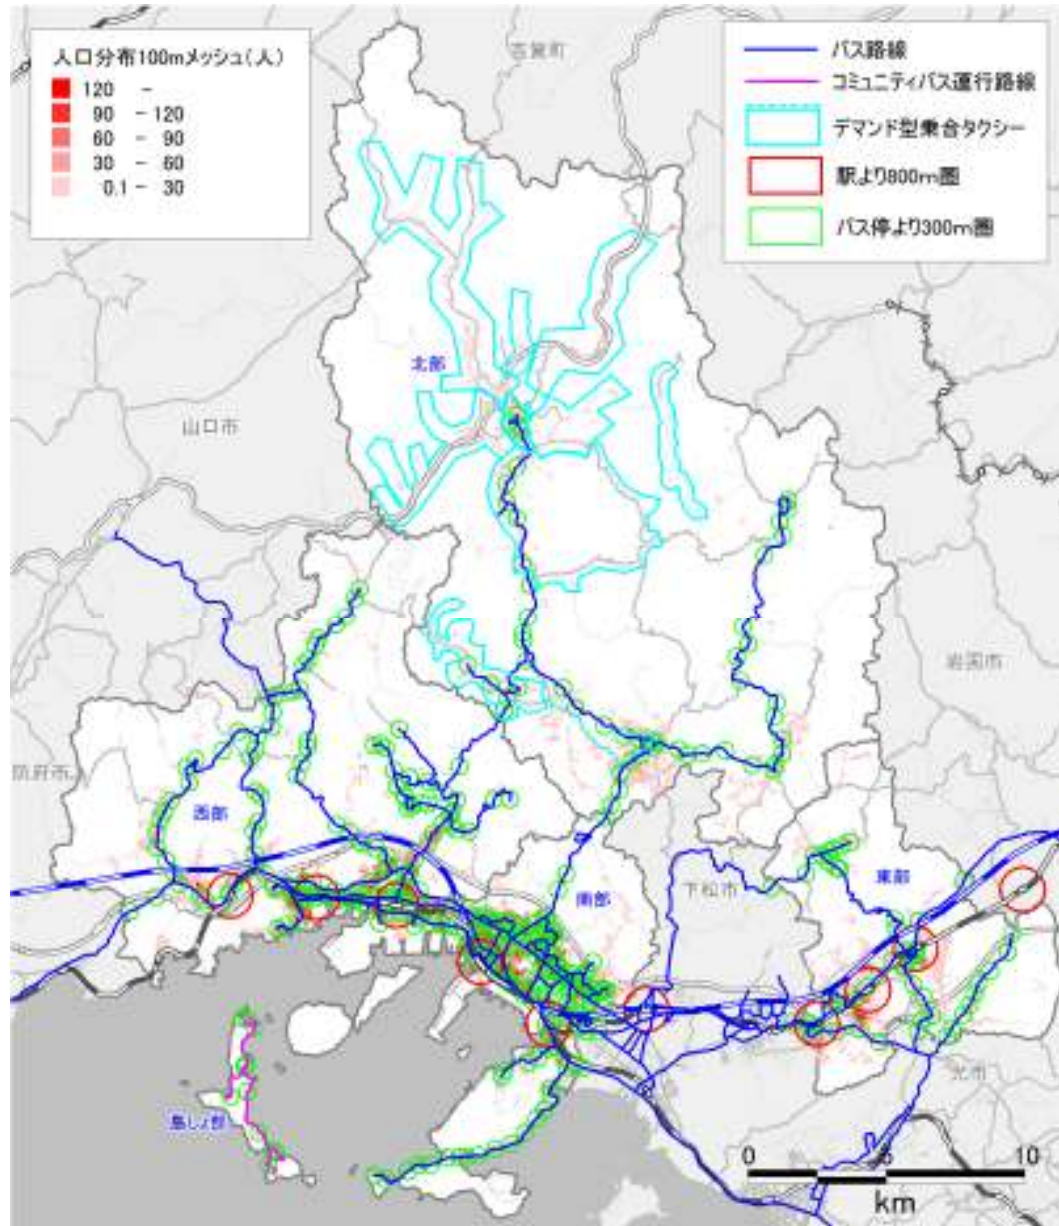 人口分布100mメッシュ(人)
120 -
90 - 120
60 - 90
30 - 60
0.1 - 30
バス路線
コミュニティバス運行路線
デマンド型乗合タクシー
駅より800m圏
バス停より300m圏
吉賀町
北部
山口市
岩国市
防府市
西部
南部
下松市
東部
光市
島しょ部
0 5 10
km